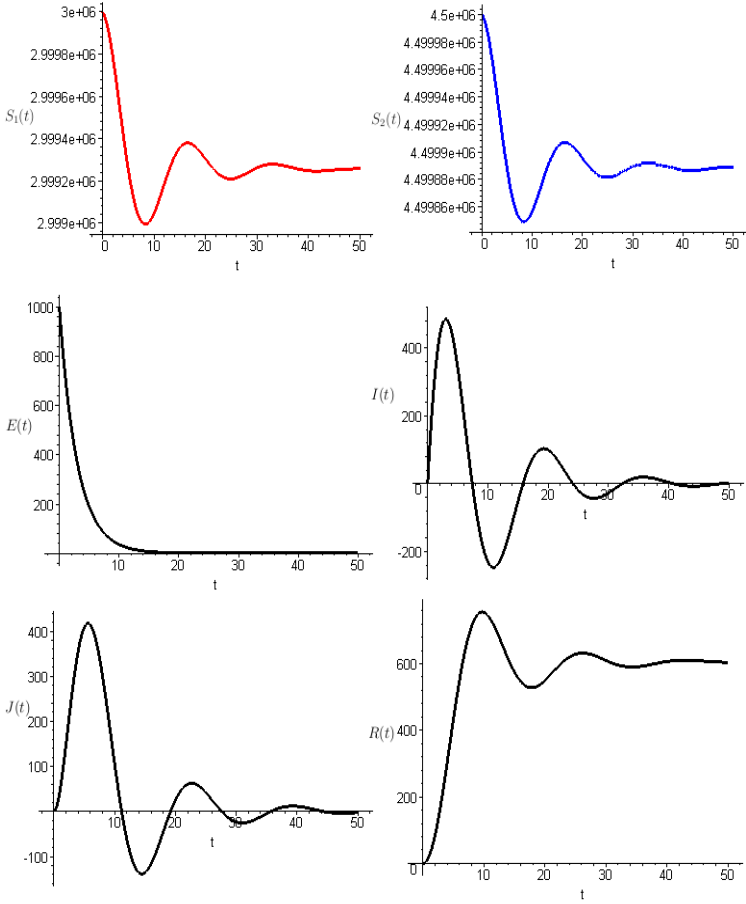 3e+06
2.9998e+06
2.9996e+06
S₁(t)
2.9994e+06
2.9992e+06
2.999e+06
0 10 20 30 40 50
t
4.5e+06
4.49998e+06
4.49996e+06
4.49994e+06
S₂(t)
4.49992e+06
4.4999e+06
4.49988e+06
4.49986e+06
0 10 20 30 40 50
t
1000
800
600
E(t)
400
200
10 20 30 40 50
t
400
I(t)
200
0 10 20 30 40 50
t
-200
400
300
J(t)
200
100
10 20 30 40 50
t
-100
600
R(t)
400
200
0 10 20 30 40 50
t